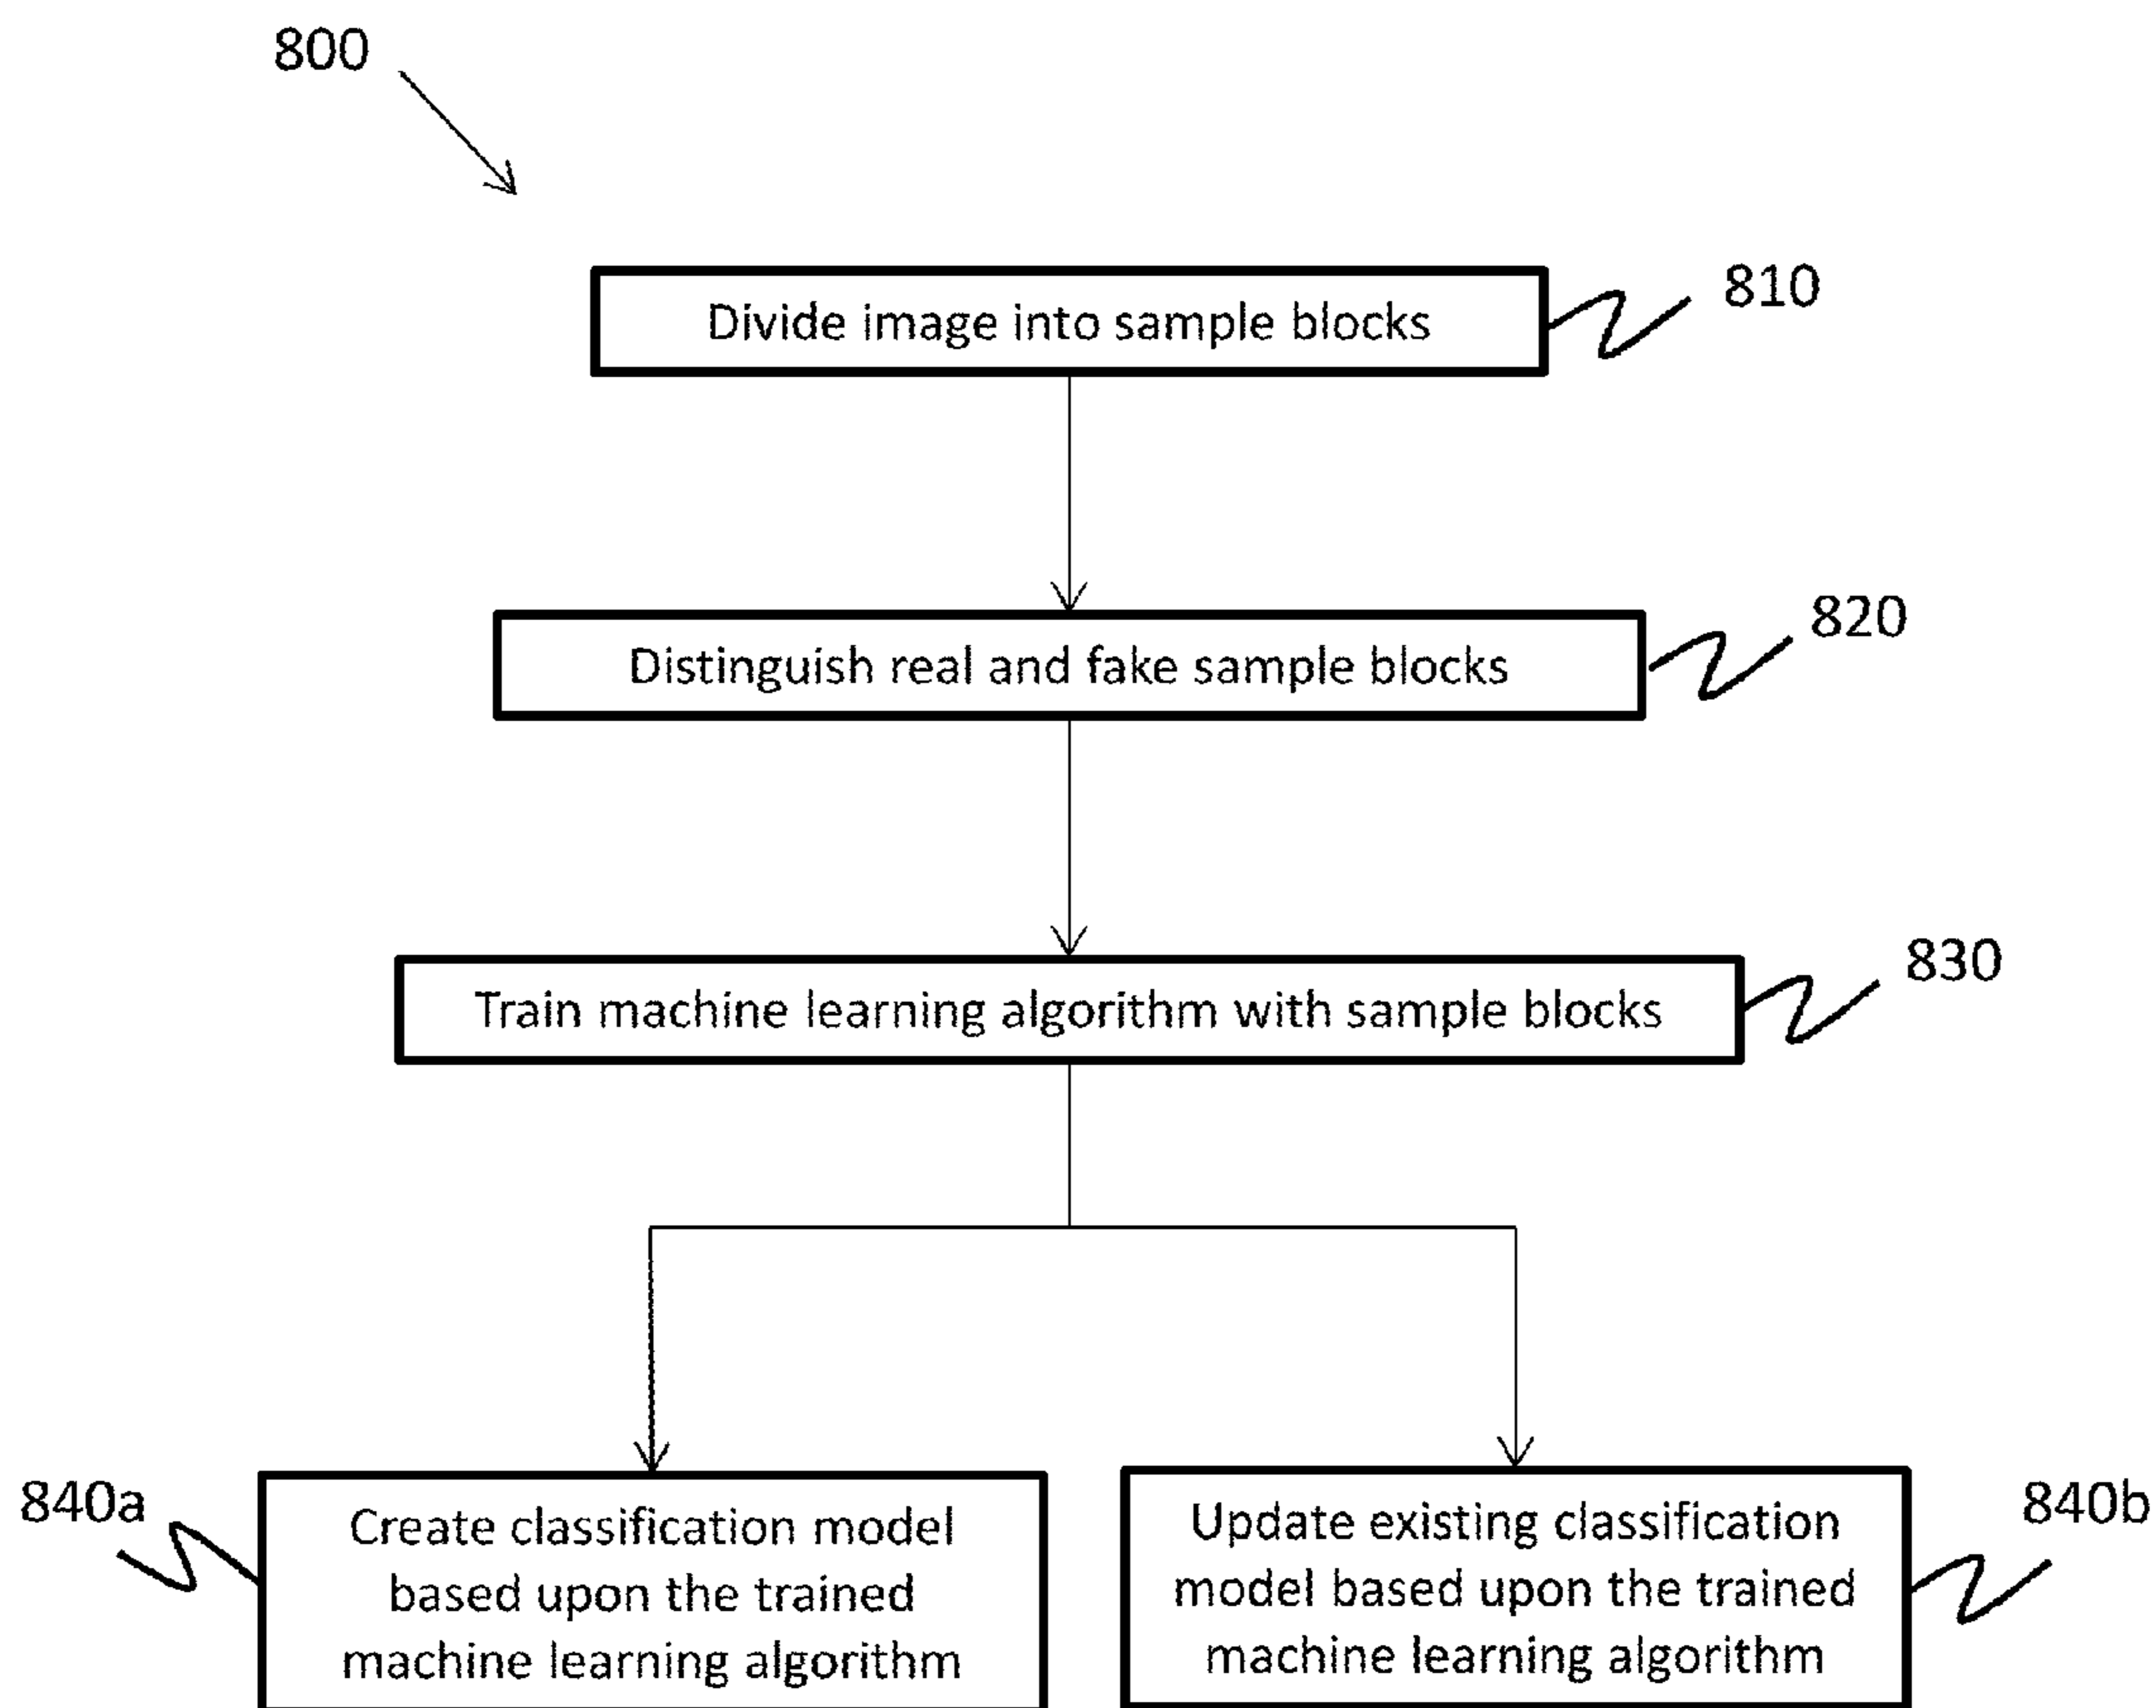 800
Divide image into sample blocks
810
Distinguish real and fake sample blocks
820
Train machine learning algorithm with sample blocks
830
840a
Create classification model
based upon the trained
machine learning algorithm
Update existing classification
model based upon the trained
machine learning algorithm
840b